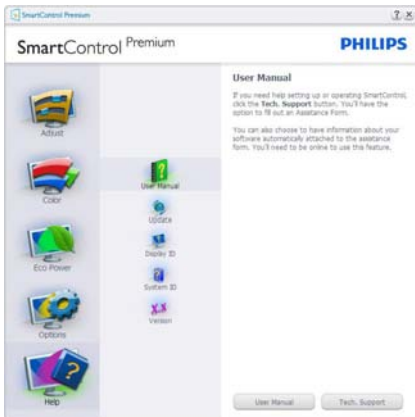 SmartControl Premium
? x
SmartControl Premium
PHILIPS
Adjust
Color
Eco Power
Options
Help
User Manual
Update
Display ID
System ID
Version
User Manual
If you need help setting up or operating SmartControl,
click the Tech. Support button. You'll have the
option to fill out an Assistance Form.
You can also choose to have information about your
software automatically attached to the assistance
form. You'll need to be online to use this feature.
User Manual
Tech. Support